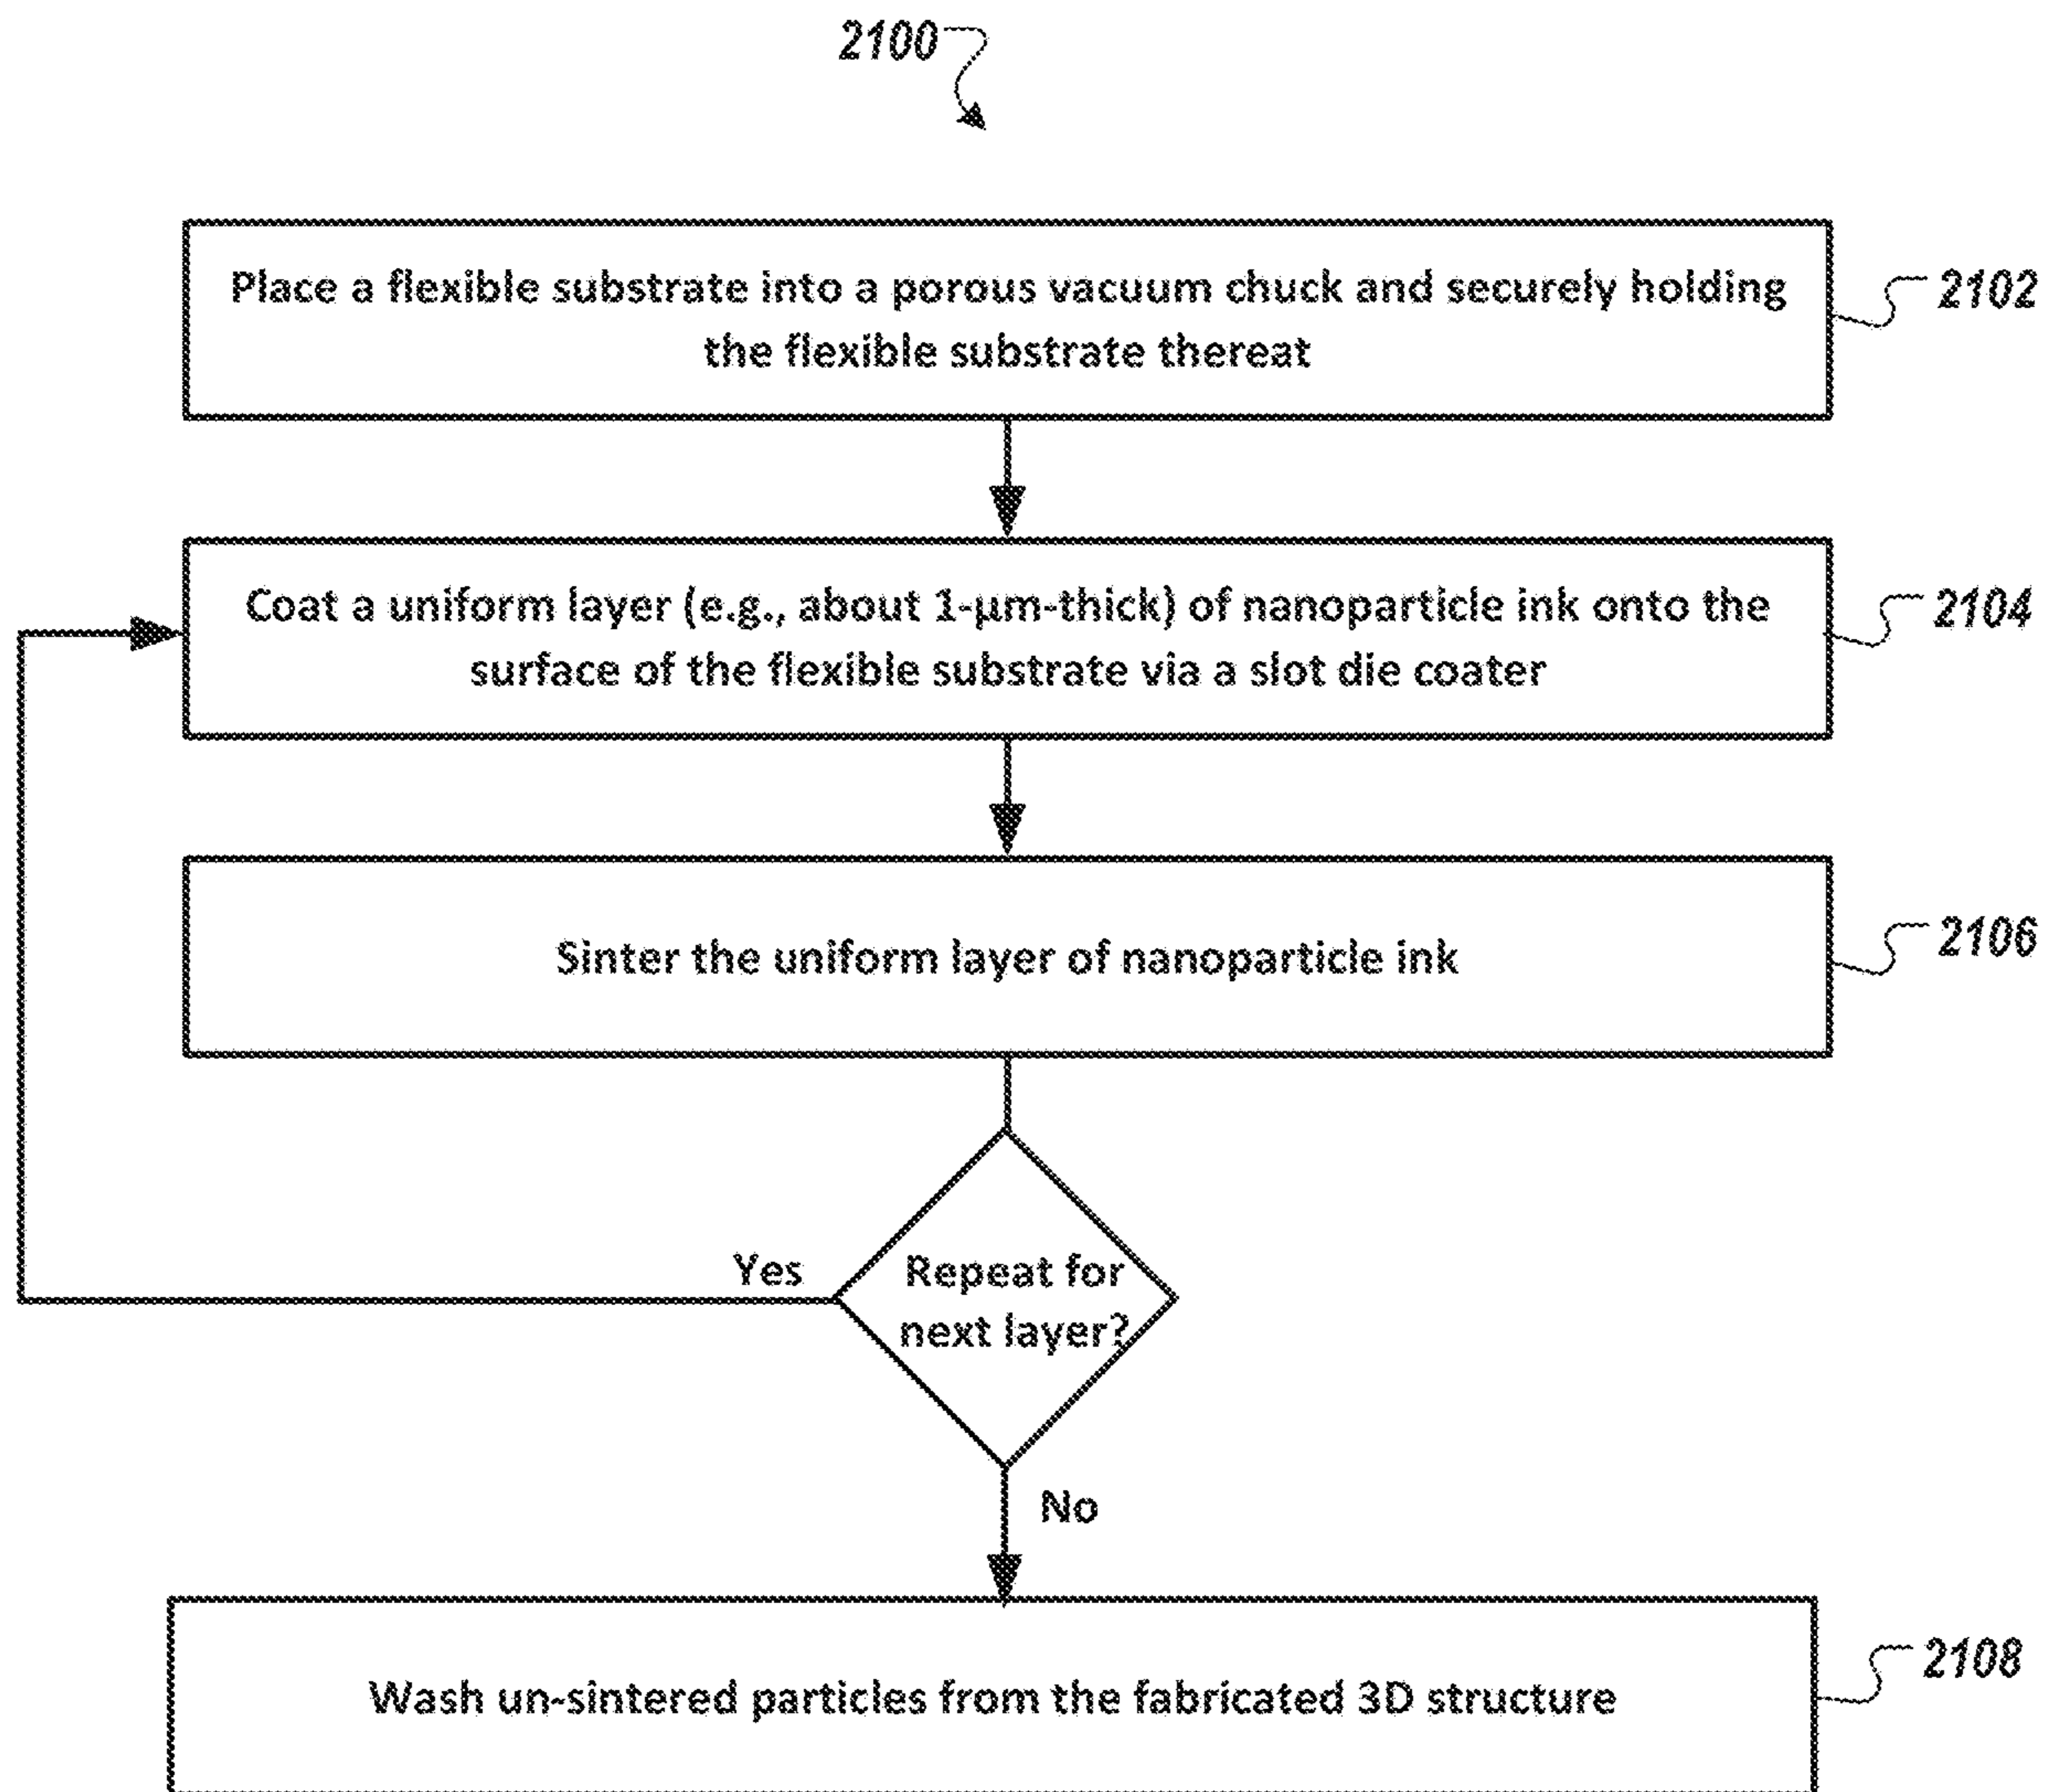 2100
Place a flexible substrate into a porous vacuum chuck and securely holding
the flexible substrate thereat
2102
Coat a uniform layer (e.g., about 1-µm-thick) of nanoparticle ink onto the
surface of the flexible substrate via a slot die coater
2104
Sinter the uniform layer of nanoparticle ink
2106
Yes
Repeat for
next layer?
No
Wash un-sintered particles from the fabricated 3D structure
2108